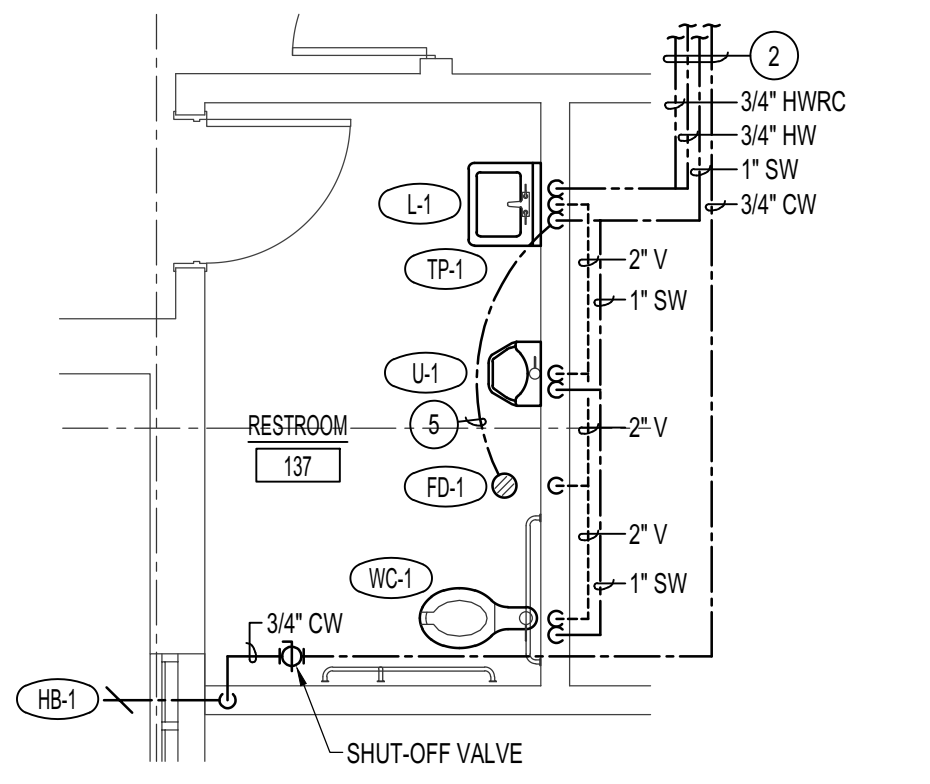 2
3/4" HWRC
3/4" HW
1" SW
3/4" CW
L-1
TP-1
2" V
1" SW
U-1
5
2" V
RESTROOM
137
FD-1
2" V
WC-1
1" SW
3/4" CW
HB-1
SHUT-OFF VALVE